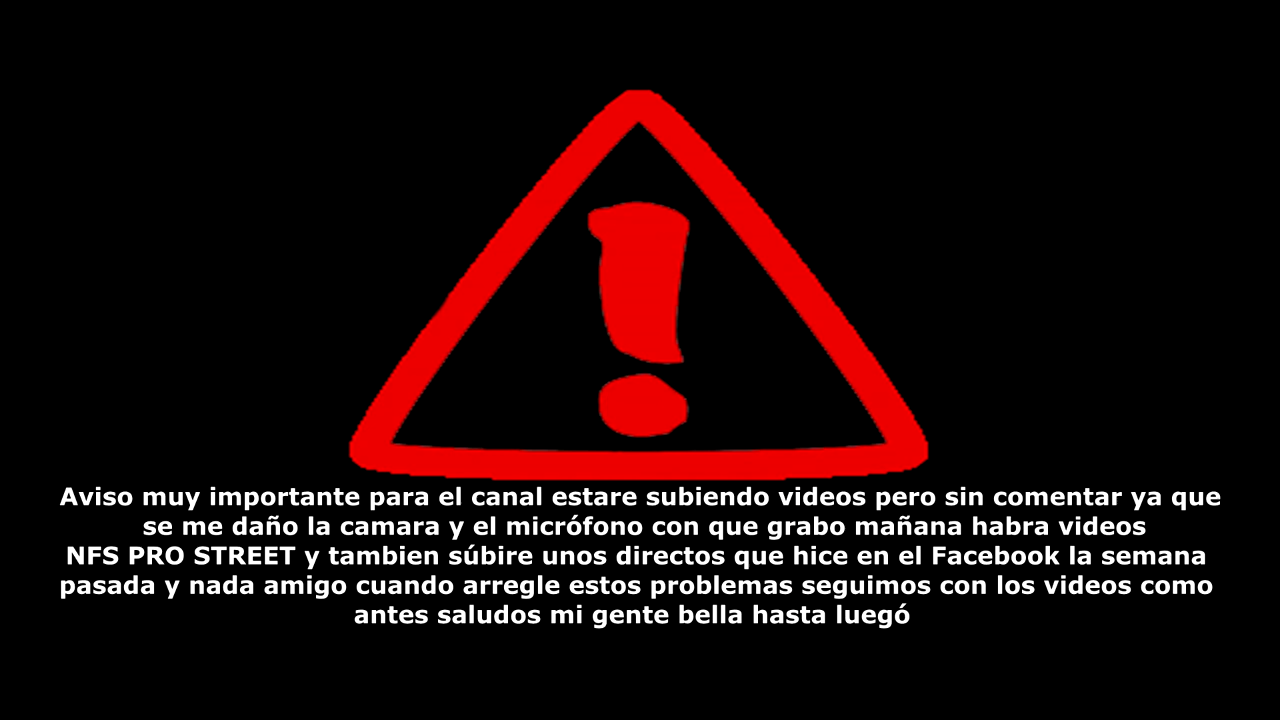 Aviso muy importante para el canal estare subiendo videos pero sin comentar ya que
se me daño la camara y el micrófono con que grabo mañana habra videos
NFS PRO STREET y tambien súbire unos directos que hice en el Facebook la semana
pasada y nada amigo cuando arregle estos problemas seguimos con los videos como
antes saludos mi gente bella hasta luegó